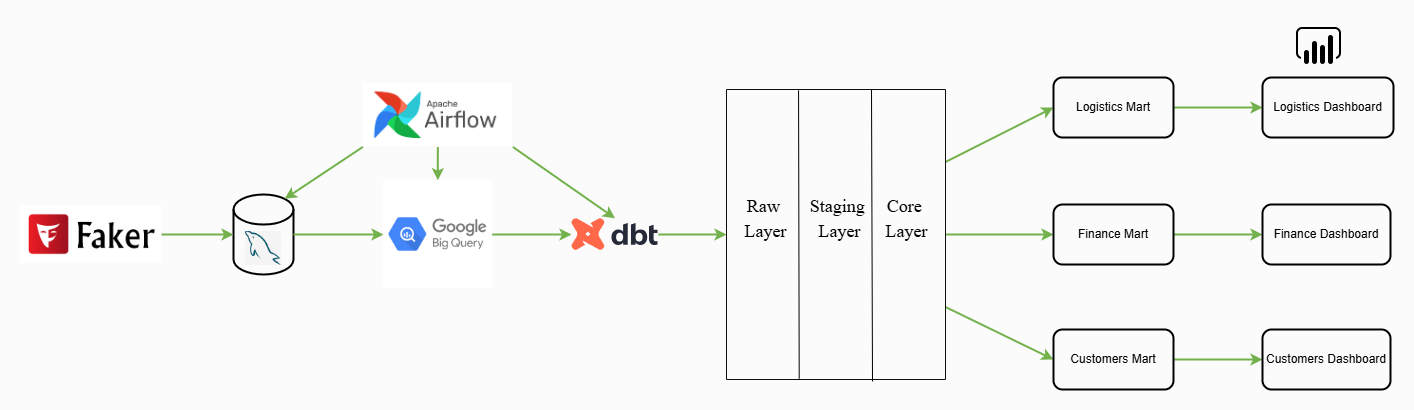 Faker
Apache
Airflow
Google
Big Query
dbt
Raw
Layer
Staging
Layer
Core
Layer
Logistics Mart
Logistics Dashboard
Finance Mart
Finance Dashboard
Customers Mart
Customers Dashboard